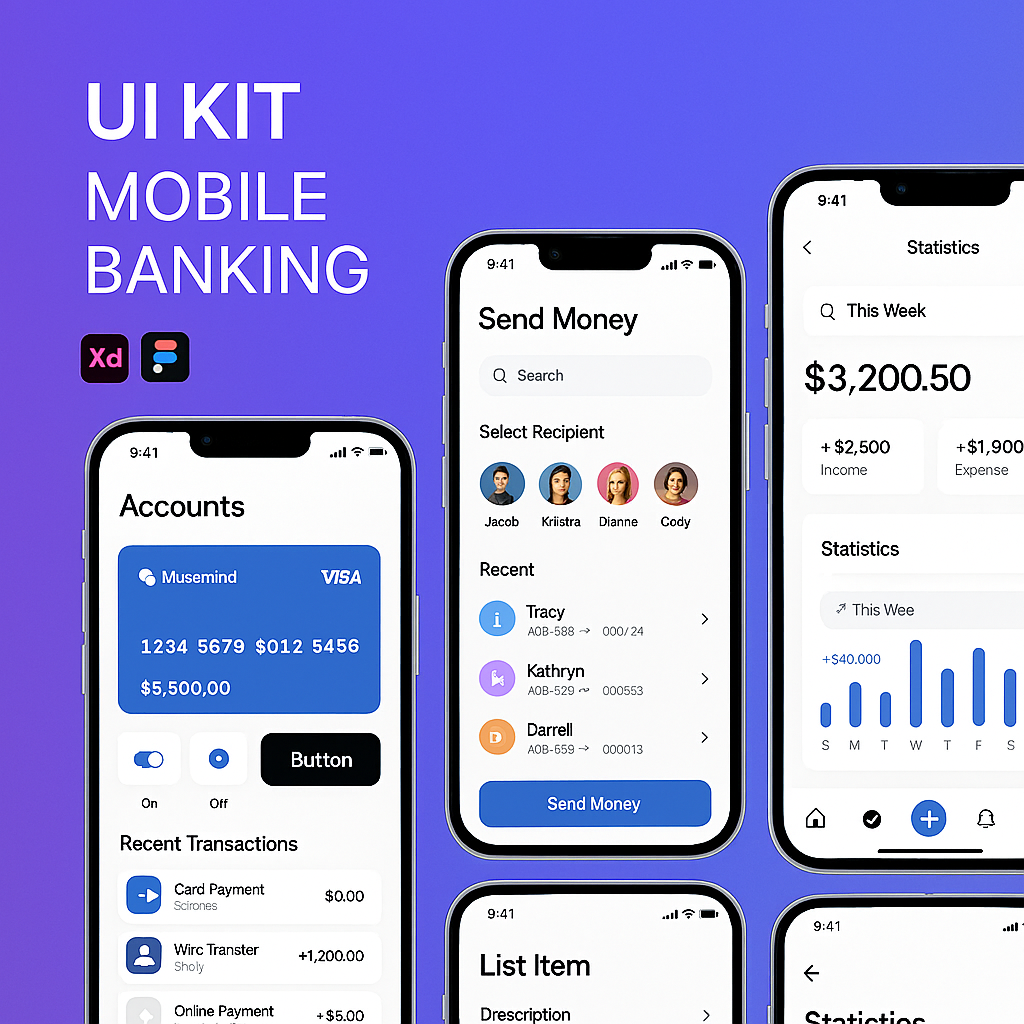 UI KIT
MOBILE
BANKING
Xd
9:41
Accounts
Musemind VISA
1234 5679 $012 5456
$5,500,00
Button
On Off
Recent Transactions
Card Payment $0.00
Scirones
Wirc Transter +1,200.00
Sholy
Online Payment +$5.00
9:41
Send Money
Search
Select Recipient
Jacob Kriistra Dianne Cody
Recent
Tracy
A0B-588 → 000/24
Kathryn
A0B-529 000553
Darrell
A0B-659 → 000013
Send Money
9:41
List Item
Drescription
9:41
Statistics
This Week
$3,200.50
+$2,500 +$1,900
Income Expense
Statistics
This Wee
+$40.000
S M T W T F S
9:41